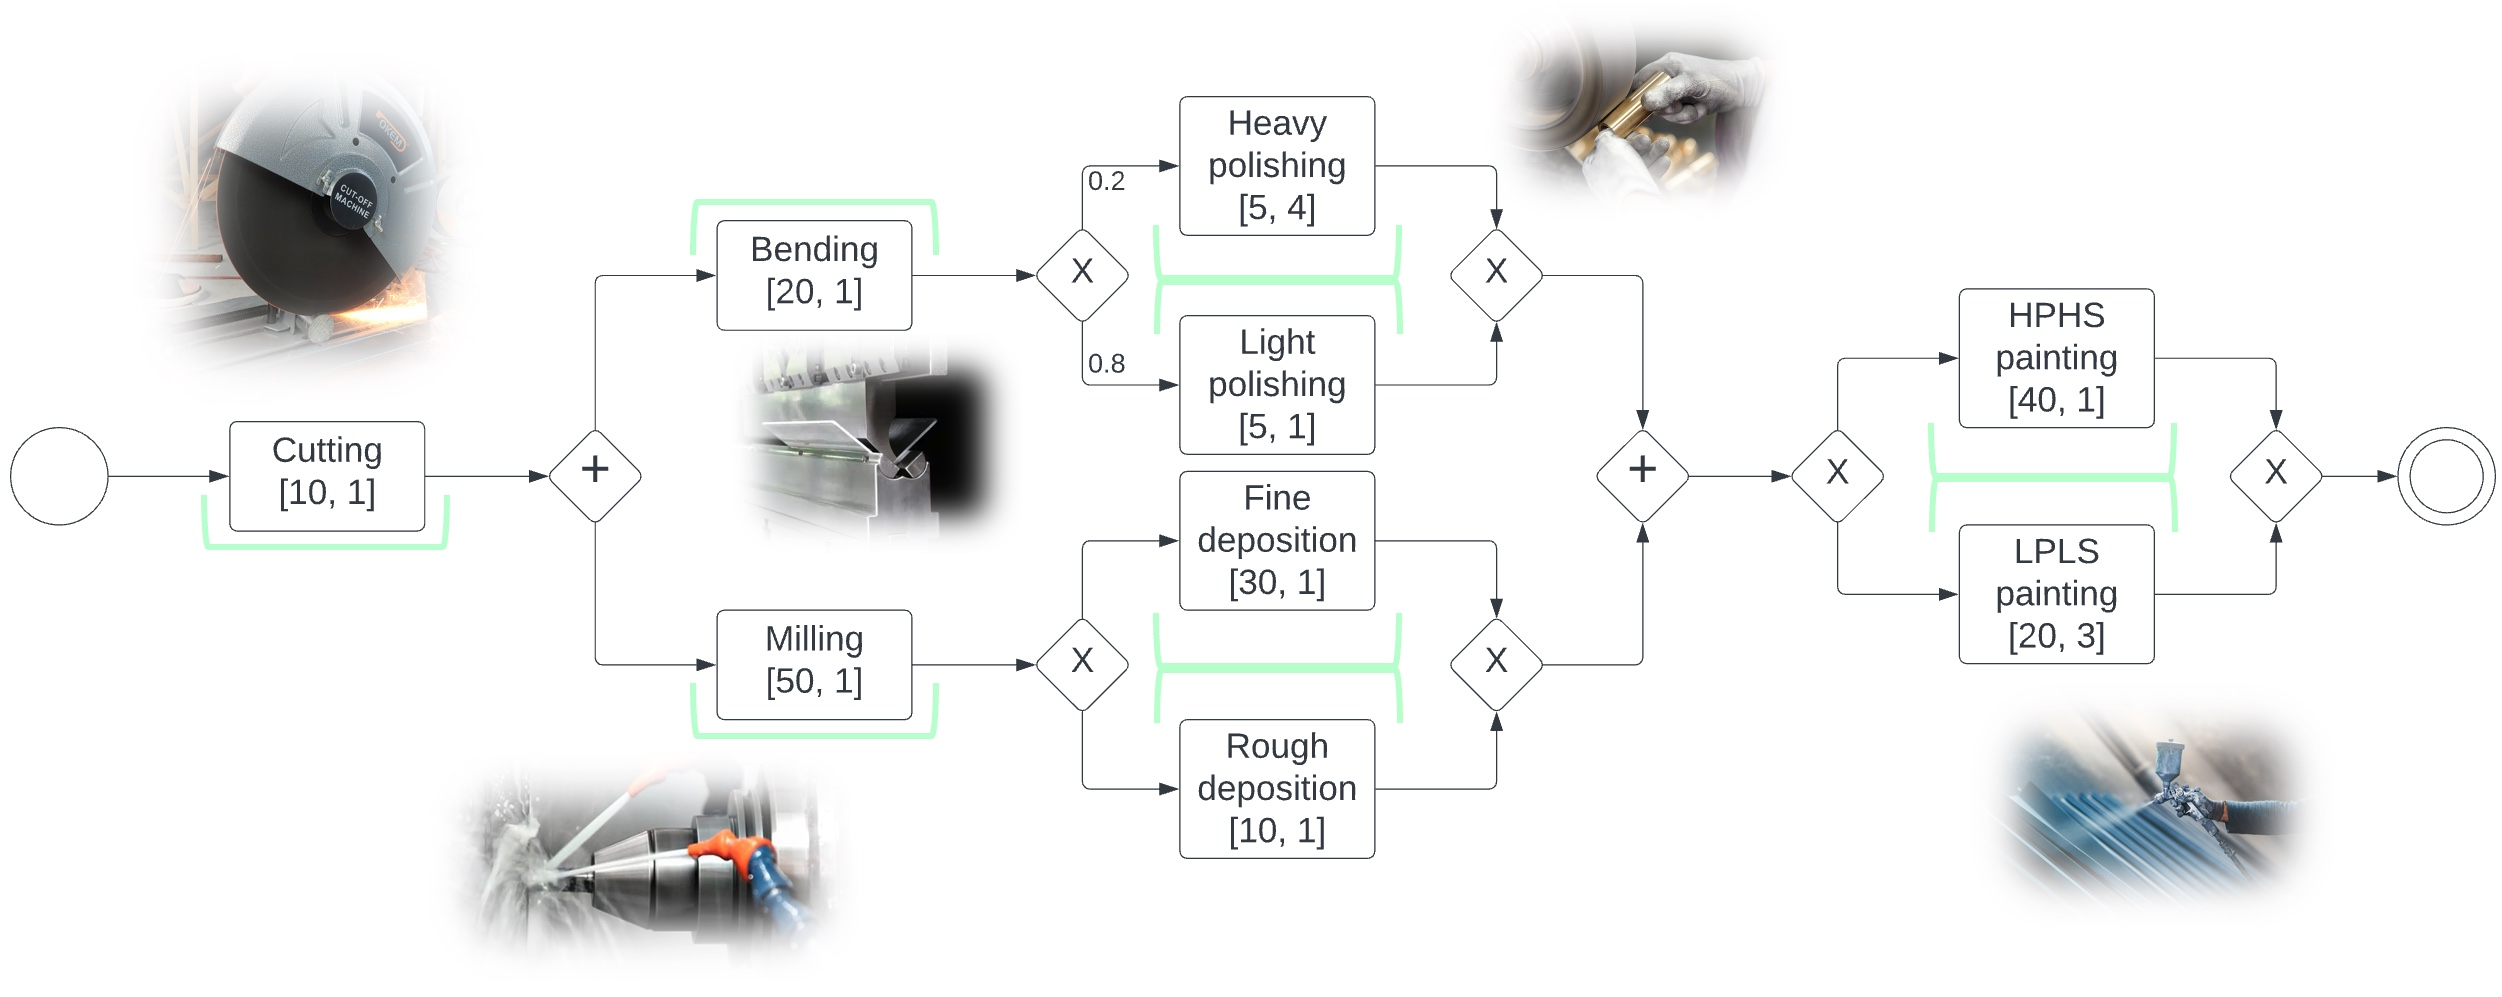 OKEM
CUT-OFF
MACHINE
Cutting
[10, 1]
+
Bending
[20, 1]
Milling
[50, 1]
X
0.2
0.8
Heavy
polishing
[5, 4]
Light
polishing
[5, 1]
X
X
Fine
deposition
[30, 1]
Rough
deposition
[10, 1]
X
+
X
HPHS
painting
[40, 1]
LPLS
painting
[20, 3]
X